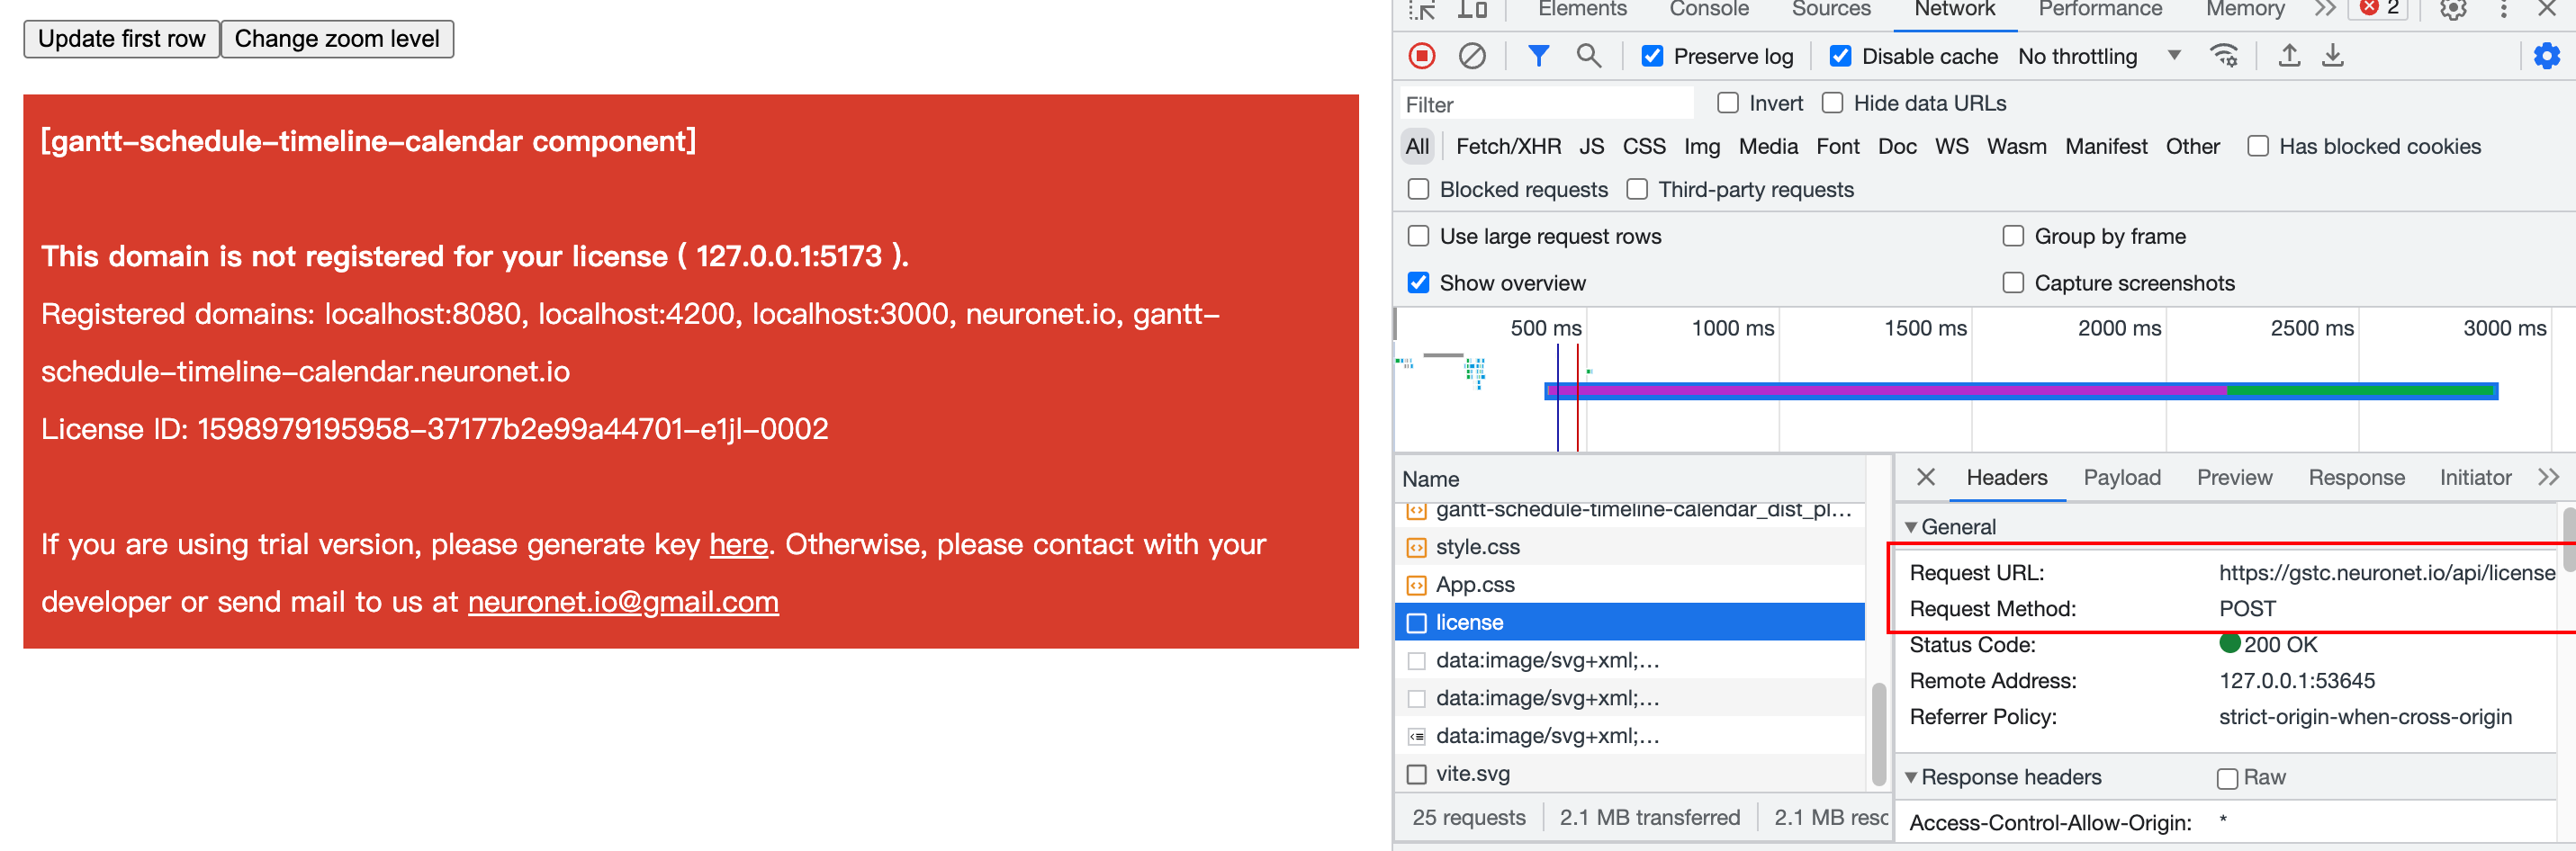 Update first row Change zoom level
[gantt-schedule-timeline-calendar component]
This domain is not registered for your license ( 127.0.0.1:5173 ).
Registered domains: localhost:8080, localhost:4200, localhost:3000, neuronet.io, gantt-
schedule-timeline-calendar.neuronet.io
License ID: 1598979195958-37177b2e99a44701-e1jl-0002
If you are using trial version, please generate key here. Otherwise, please contact with your
developer or send mail to us at neuronet.io@gmail.com
Elements Console Sources Network Performance Memory 2
Preserve log Disable cache No throttling
Filter Invert Hide data URLs
All Fetch/XHR JS CSS Img Media Font Doc WS Wasm Manifest Other Has blocked cookies
Blocked requests Third-party requests
Use large request rows Group by frame
Show overview Capture screenshots
500 ms 1000 ms 1500 ms 2000 ms 2500 ms 3000 ms
Name
gantt-schedule-timeline-calendar_dist_pl...
style.css
App.css
license
data:image/svg+xml;...
data:image/svg+xml;...
data:image/svg+xml;...
vite.svg
25 requests 2.1 MB transferred 2.1 MB resc
Headers Payload Preview Response Initiator
General
Request URL: https://gstc.neuronet.io/api/license
Request Method: POST
Status Code: 200 OK
Remote Address: 127.0.0.1:53645
Referrer Policy: strict-origin-when-cross-origin
Response headers Raw
Access-Control-Allow-Origin: *